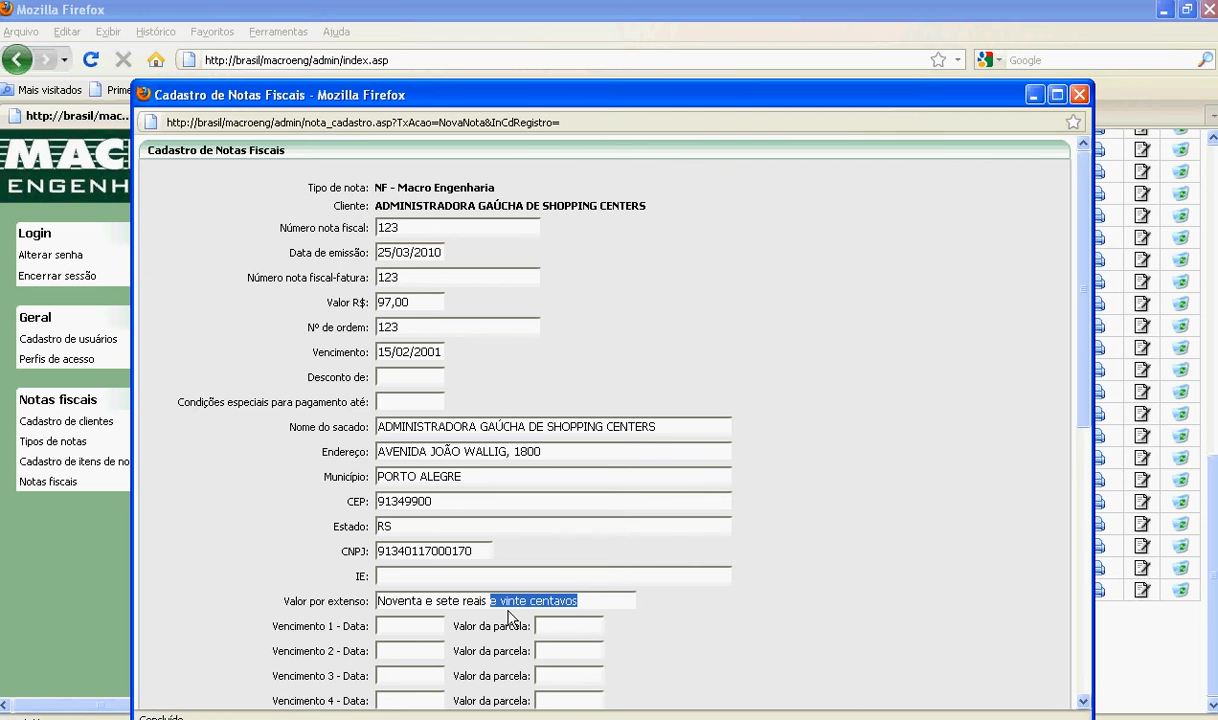 Mozilla Firefox
Arquivo Editar Exibir Histórico Favoritos Ferramentas Ajuda
http://brasil/macroeng/admin/index.asp
Google
Mais visitados
http://brasil/mac...
Cadastro de Notas Fiscais - Mozilla Firefox
http://brasil/macroeng/admin/nota_cadastro.asp?TxAcao=NovaNota&InCdRegistro=
MAC
ENGENH
Login
Alterar senha
Encerrar sessão
Geral
Cadastro de usuários
Perfis de acesso
Notas fiscais
Cadastro de clientes
Tipos de notas
Cadastro de itens de no
Notas fiscais
Cadastro de Notas Fiscais
Tipo de nota: NF - Macro Engenharia
Cliente: ADMINISTRADORA GAÚCHA DE SHOPPING CENTERS
Número nota fiscal: 123
Data de emissão: 25/03/2010
Número nota fiscal-fatura: 123
Valor R$: 97,00
Nº de ordem: 123
Vencimento: 15/02/2001
Desconto de:
Condições especiais para pagamento até:
Nome do sacado: ADMINISTRADORA GAÚCHA DE SHOPPING CENTERS
Endereço: AVENIDA JOÃO WALLIG, 1800
Município: PORTO ALEGRE
CEP: 91349900
Estado: RS
CNPJ: 91340117000170
IE:
Valor por extenso: Noventa e sete reais e vinte centavos
Vencimento 1 - Data: Valor da parcela:
Vencimento 2 - Data: Valor da parcela:
Vencimento 3 - Data: Valor da parcela:
Vencimento 4 - Data: Valor da parcela: